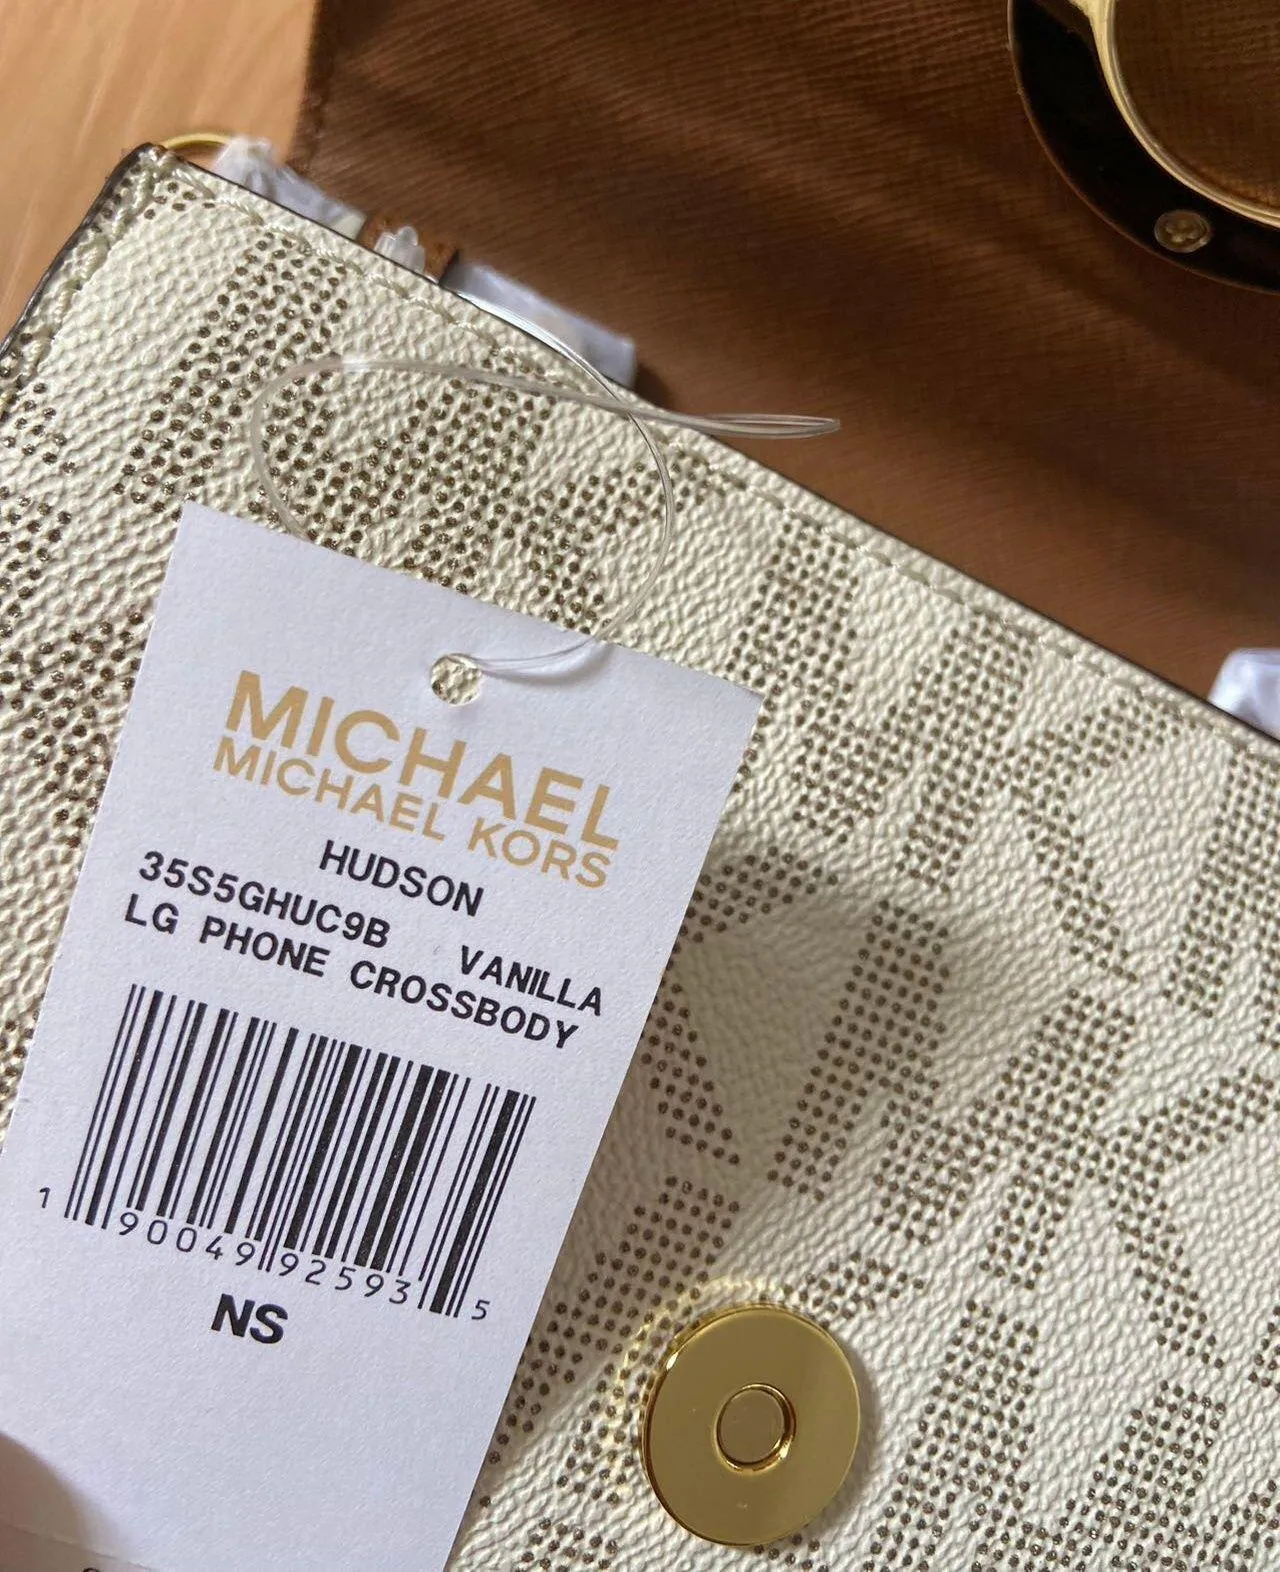 MICHAEL
MICHAEL KORS
HUDSON
35S5GHUC9B VANILLA
LG PHONE CROSSBODY
1 90049 92593 5
NS